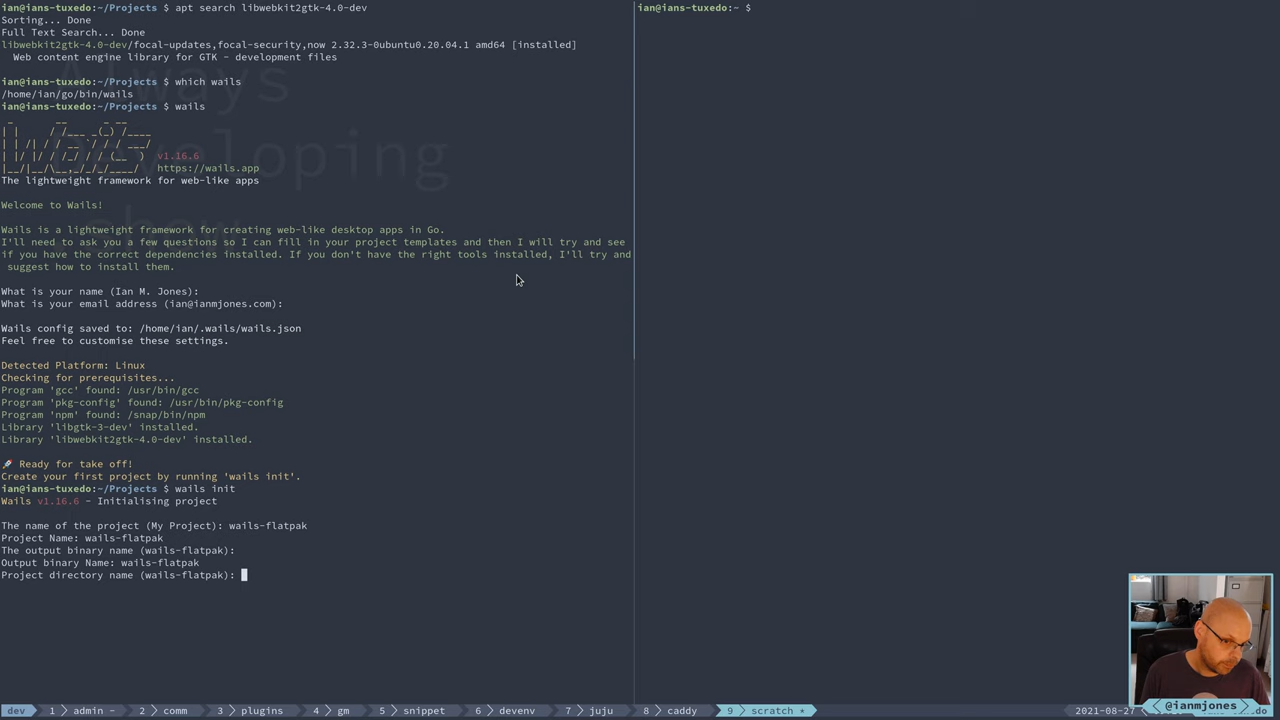 ian@ians-tuxedo:~/Projects $ apt search libwebkit2gtk-4.0-dev
Sorting... Done
Full Text Search... Done
libwebkit2gtk-4.0-dev/focal-updates,focal-security,now 2.32.3-0ubuntu0.20.04.1 amd64 [installed]
  Web content engine library for GTK - development files
ian@ians-tuxedo:~/Projects $ which wails
/home/ian/go/bin/wails
ian@ians-tuxedo:~/Projects $ wails
v1.16.6
https://wails.app
The lightweight framework for web-like apps
Welcome to Wails!
Wails is a lightweight framework for creating web-like desktop apps in Go.
I'll need to ask you a few questions so I can fill in your project templates and then I will try and see
if you have the correct dependencies installed. If you don't have the right tools installed, I'll try and
 suggest how to install them.
What is your name (Ian M. Jones):
What is your email address (ian@ianmjones.com):
Wails config saved to: /home/ian/.wails/wails.json
Feel free to customise these settings.
Detected Platform: Linux
Checking for prerequisites...
Program 'gcc' found: /usr/bin/gcc
Program 'pkg-config' found: /usr/bin/pkg-config
Program 'npm' found: /snap/bin/npm
Library 'libgtk-3-dev' installed.
Library 'libwebkit2gtk-4.0-dev' installed.
🚀 Ready for take off!
Create your first project by running 'wails init'.
ian@ians-tuxedo:~/Projects $ wails init
Wails v1.16.6 - Initialising project
The name of the project (My Project): wails-flatpak
Project Name: wails-flatpak
The output binary name (wails-flatpak):
Output binary Name: wails-flatpak
Project directory name (wails-flatpak):
ian@ians-tuxedo:~ $
Always
Developing
show
dev 1 admin - 2 comm 3 plugins 4 gm 5 snippet 6 devenv 7 juju 8 caddy 9 scratch * 2021-08-27
<@ianmjones>